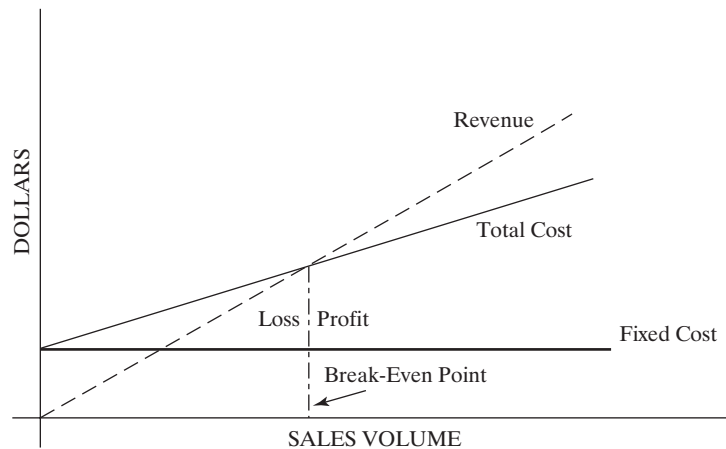 Revenue
DOLLARS
Total Cost
Loss
Profit
Fixed Cost
Break-Even Point
SALES VOLUME